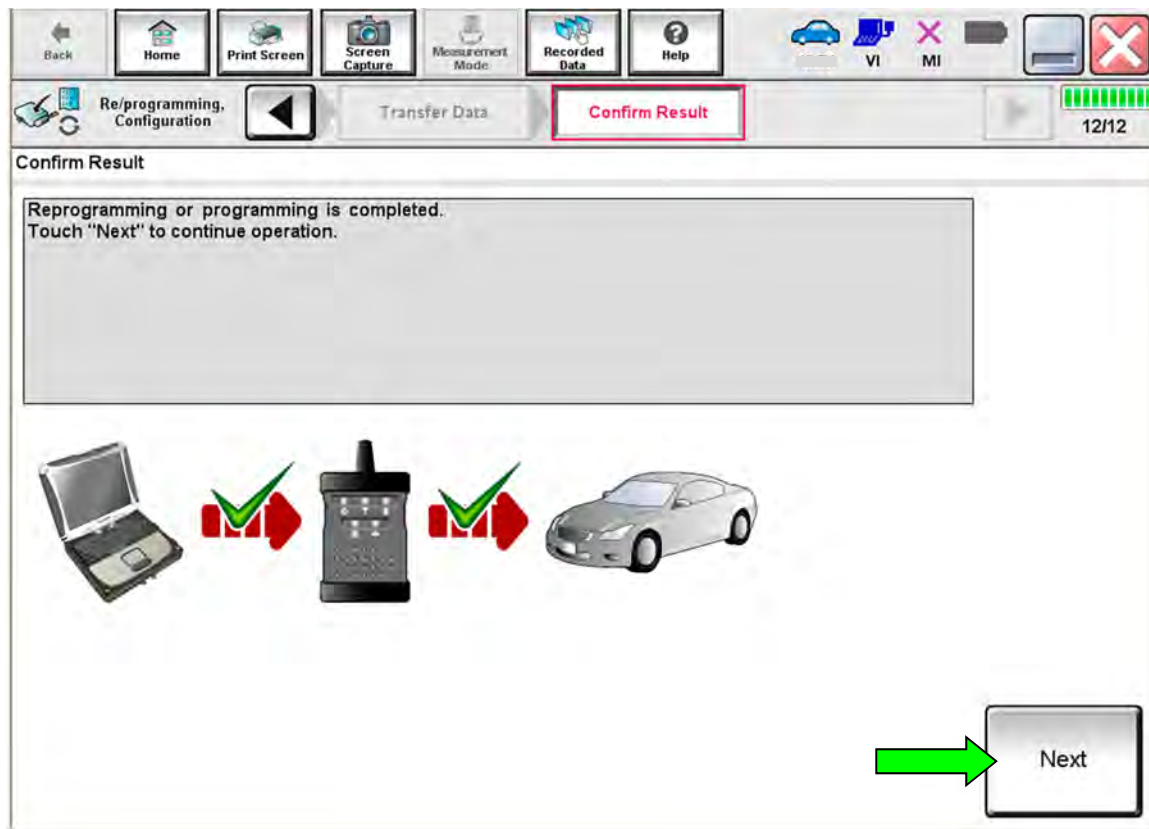 Back
Home
Print Screen
Screen
Capture
Measurement
Mode
Recorded
Data
Help
VI
MI
Re/programming,
Configuration
Transfer Data
Confirm Result
12/12
Confirm Result
Reprogramming or programming is completed.
Touch "Next" to continue operation.
Next